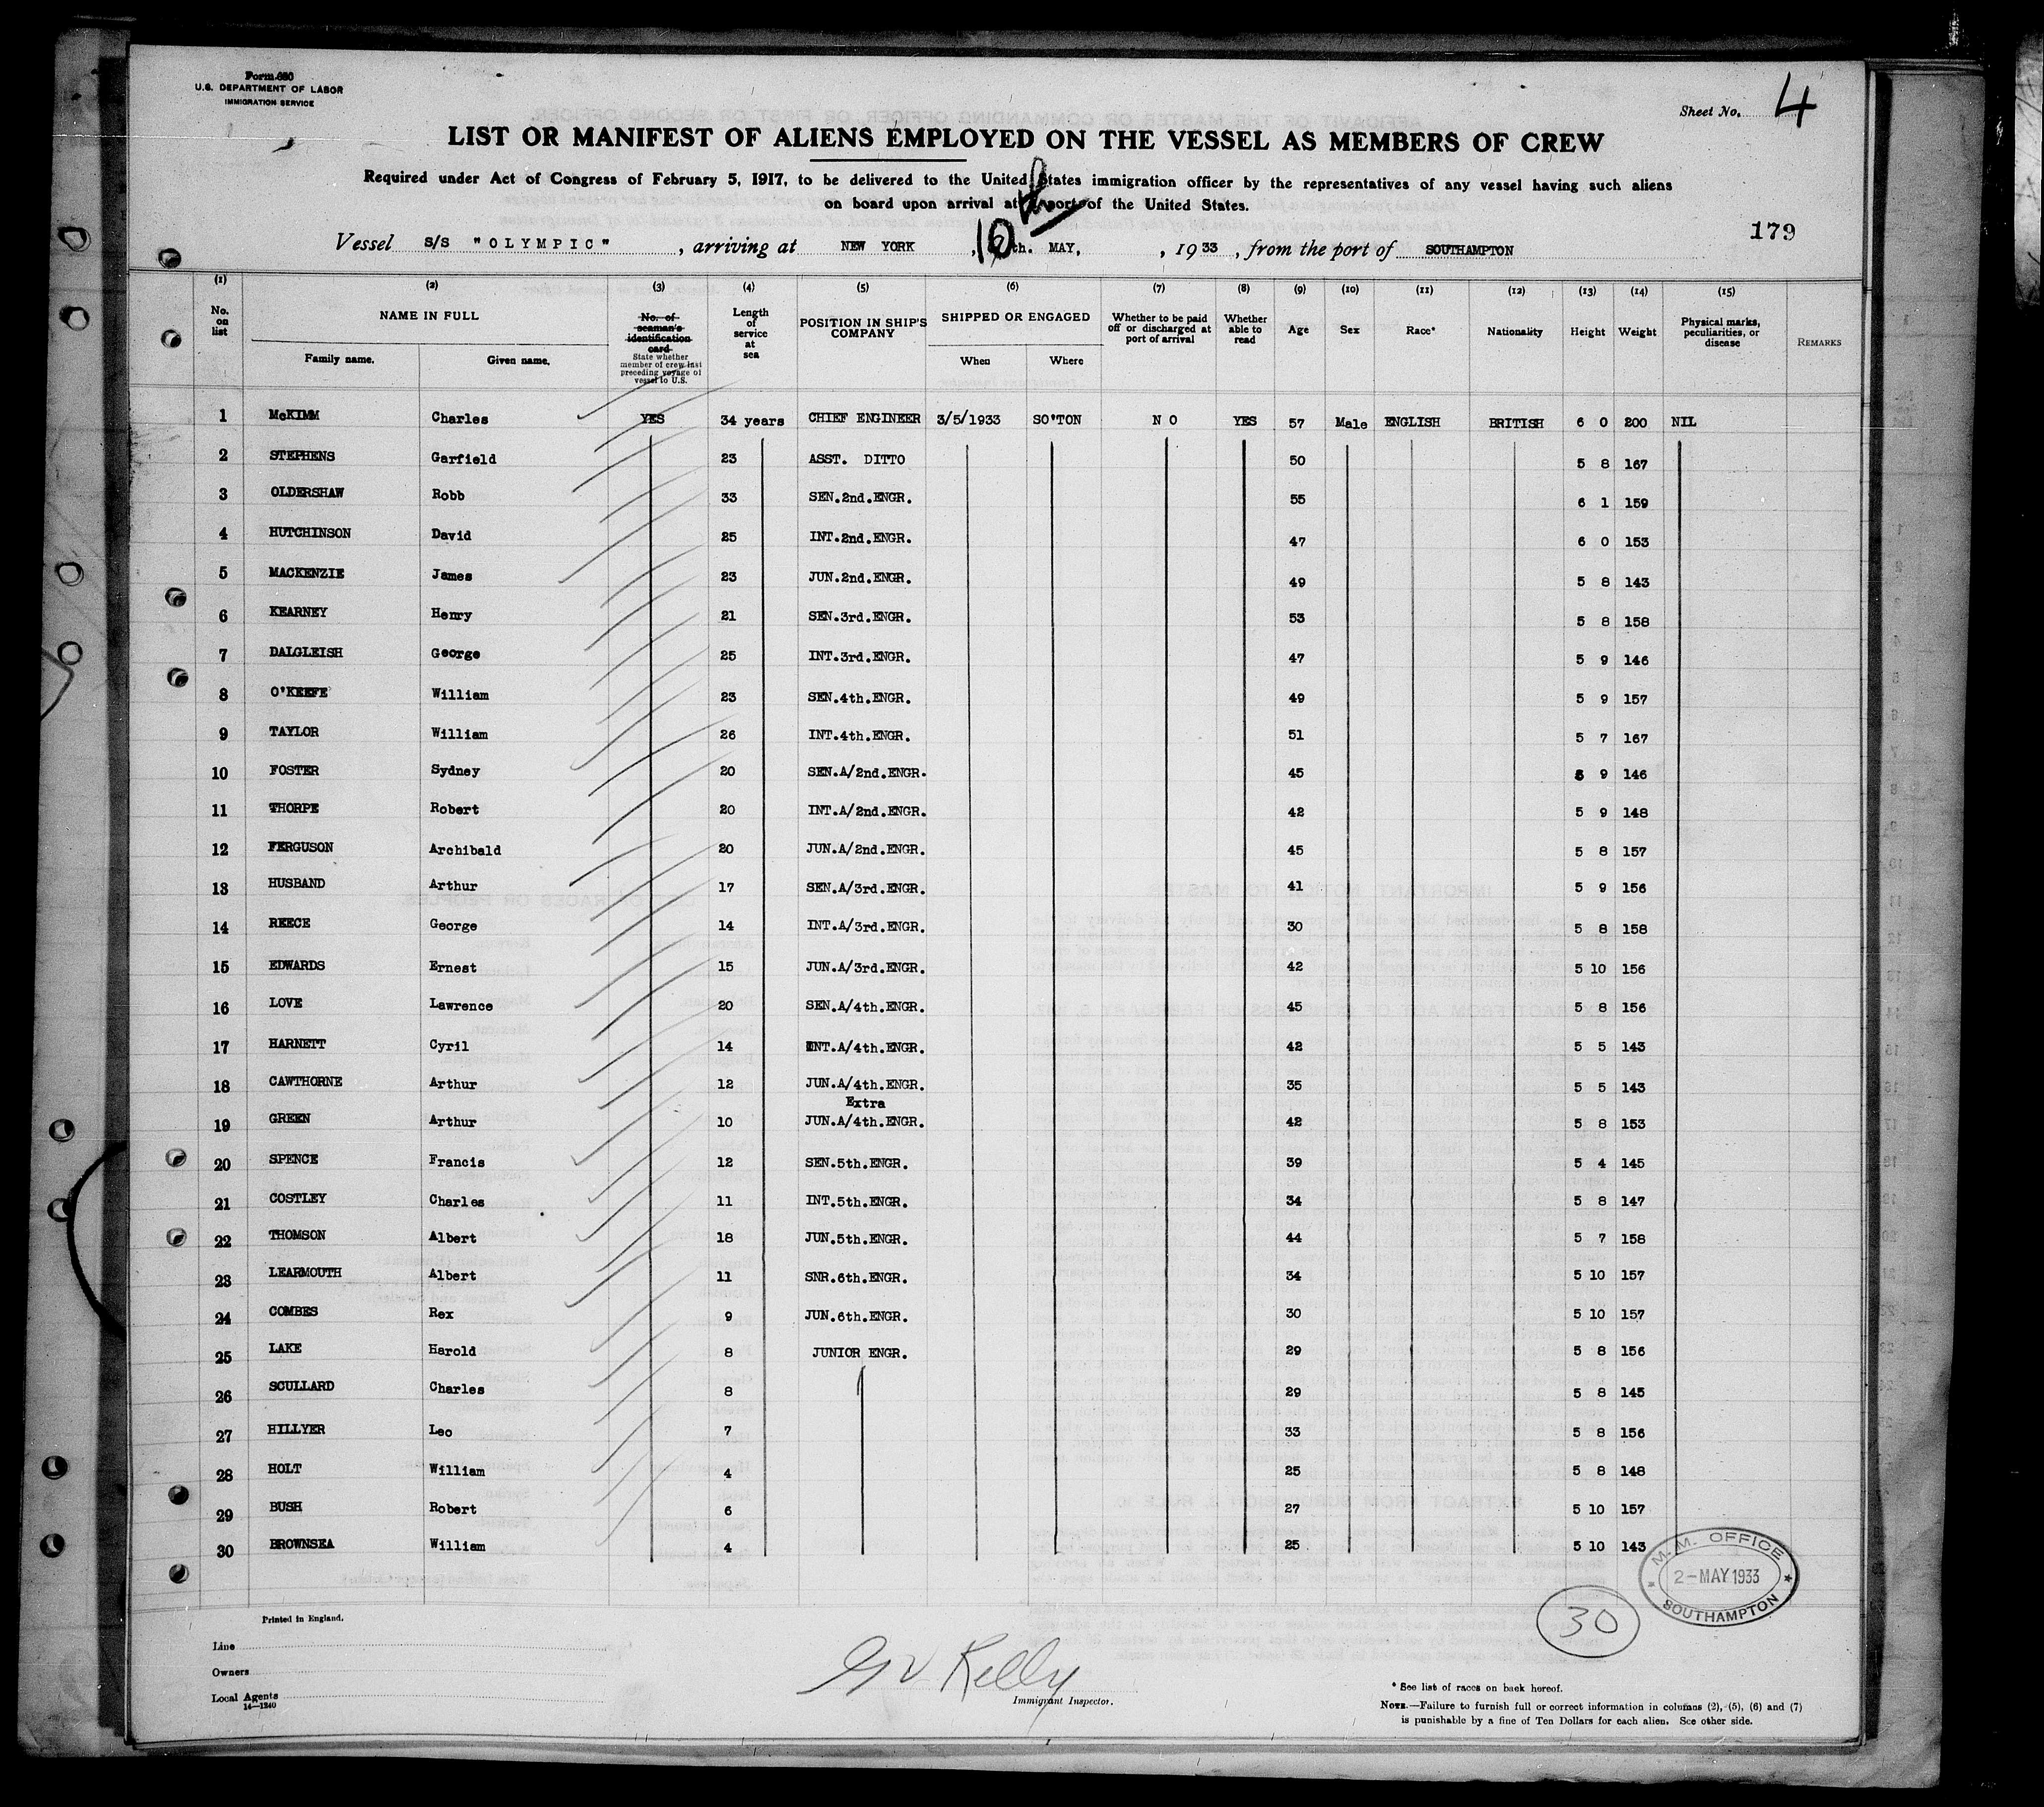 Form 680
U.S. DEPARTMENT OF LABOR
IMMIGRATION SERVICE
Sheet No. 4
LIST OR MANIFEST OF ALIENS EMPLOYED ON THE VESSEL AS MEMBERS OF CREW
Required under Act of Congress of February 5, 1917, to be delivered to the United States immigration officer by the representatives of any vessel having such aliens
on board upon arrival at a port of the United States.
179
Vessel S/S "OLYMPIC", arriving at NEW YORK, 10th. MAY, 1933, from the port of SOUTHAMPTON
(1) (2) (3) (4) (5) (6) (7) (8) (9) (10) (11) (12) (13) (14) (15)
No. on list NAME IN FULL Family name. Given name. No. of seaman's identification card State whether member of crew last preceding voyage of vessel to U.S. Length of service at sea POSITION IN SHIP'S COMPANY SHIPPED OR ENGAGED When Where Whether to be paid off or discharged at port of arrival Whether able to read Age Sex Race* Nationality Height Weight Physical marks, peculiarities, or disease REMARKS
1 McKIMM Charles YES 34 years CHIEF ENGINEER 3/5/1933 SO'TON N O YES 57 Male ENGLISH BRITISH 6 0 200 NIL
2 STEPHENS Garfield 23 ASST. DITTO 50 5 8 167
3 OLDERSHAW Robb 33 SEN.2nd.ENGR. 55 6 1 159
4 HUTCHINSON David 25 INT.2nd.ENGR. 47 6 0 153
5 MACKENZIE James 23 JUN.2nd.ENGR. 49 5 8 143
6 KEARNEY Henry 21 SEN.3rd.ENGR. 53 5 8 158
7 DALGLEISH George 25 INT.3rd.ENGR. 47 5 9 146
8 O'KEEFE William 23 SEN.4th.ENGR. 49 5 9 157
9 TAYLOR William 26 INT.4th.ENGR. 51 5 7 167
10 FOSTER Sydney 20 SEN.A/2nd.ENGR. 45 5 9 146
11 THORPE Robert 20 INT.A/2nd.ENGR. 42 5 9 148
12 FERGUSON Archibald 20 JUN.A/2nd.ENGR. 45 5 8 157
13 HUSBAND Arthur 17 SEN.A/3rd.ENGR. 41 5 9 156
14 REECE George 14 INT.A/3rd.ENGR. 30 5 8 158
15 EDWARDS Ernest 15 JUN.A/3rd.ENGR. 42 5 10 156
16 LOVE Lawrence 20 SEN.A/4th.ENGR. 45 5 8 156
17 HARNETT Cyril 14 INT.A/4th.ENGR. 42 5 5 143
18 CAWTHORNE Arthur 12 JUN.A/4th.ENGR. 35 5 5 143
Extra
19 GREEN Arthur 10 JUN.A/4th.ENGR. 42 5 8 153
20 SPENCE Francis 12 SEN.5th.ENGR. 39 5 4 145
21 COSTLEY Charles 11 INT.5th.ENGR. 34 5 8 147
22 THOMSON Albert 18 JUN.5th.ENGR. 44 5 7 158
23 LEARMOUTH Albert 11 SNR.6th.ENGR. 34 5 10 157
24 COMBES Rex 9 JUN.6th.ENGR. 30 5 10 157
25 LAKE Harold 8 JUNIOR ENGR. 29 5 8 156
26 SCULLARD Charles 8 29 5 8 145
27 HILLYER Leo 7 33 5 8 156
28 HOLT William 4 25 5 8 148
29 BUSH Robert 6 27 5 10 157
30 BROWNSEA William 4 25 5 10 143
M.M. OFFICE
2-MAY 1933
SOUTHAMPTON
30
Printed in England.
Line
Owners
Local Agents
14—1240
Kelly
Immigrant Inspector.
* See list of races on back hereof.
NOTE.—Failure to furnish full or correct information in columns (2), (5), (6) and (7)
is punishable by a fine of Ten Dollars for each alien. See other side.